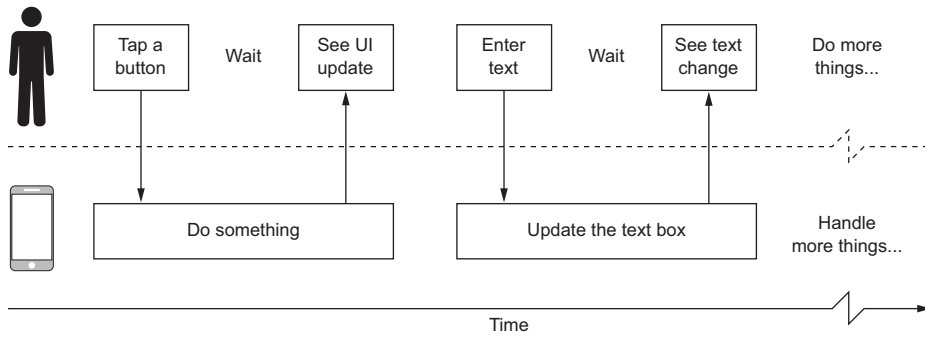 Tap a
button
Wait
See UI
update
Enter
text
Wait
See text
change
Do more
things...
Do something
Update the text box
Handle
more things...
Time